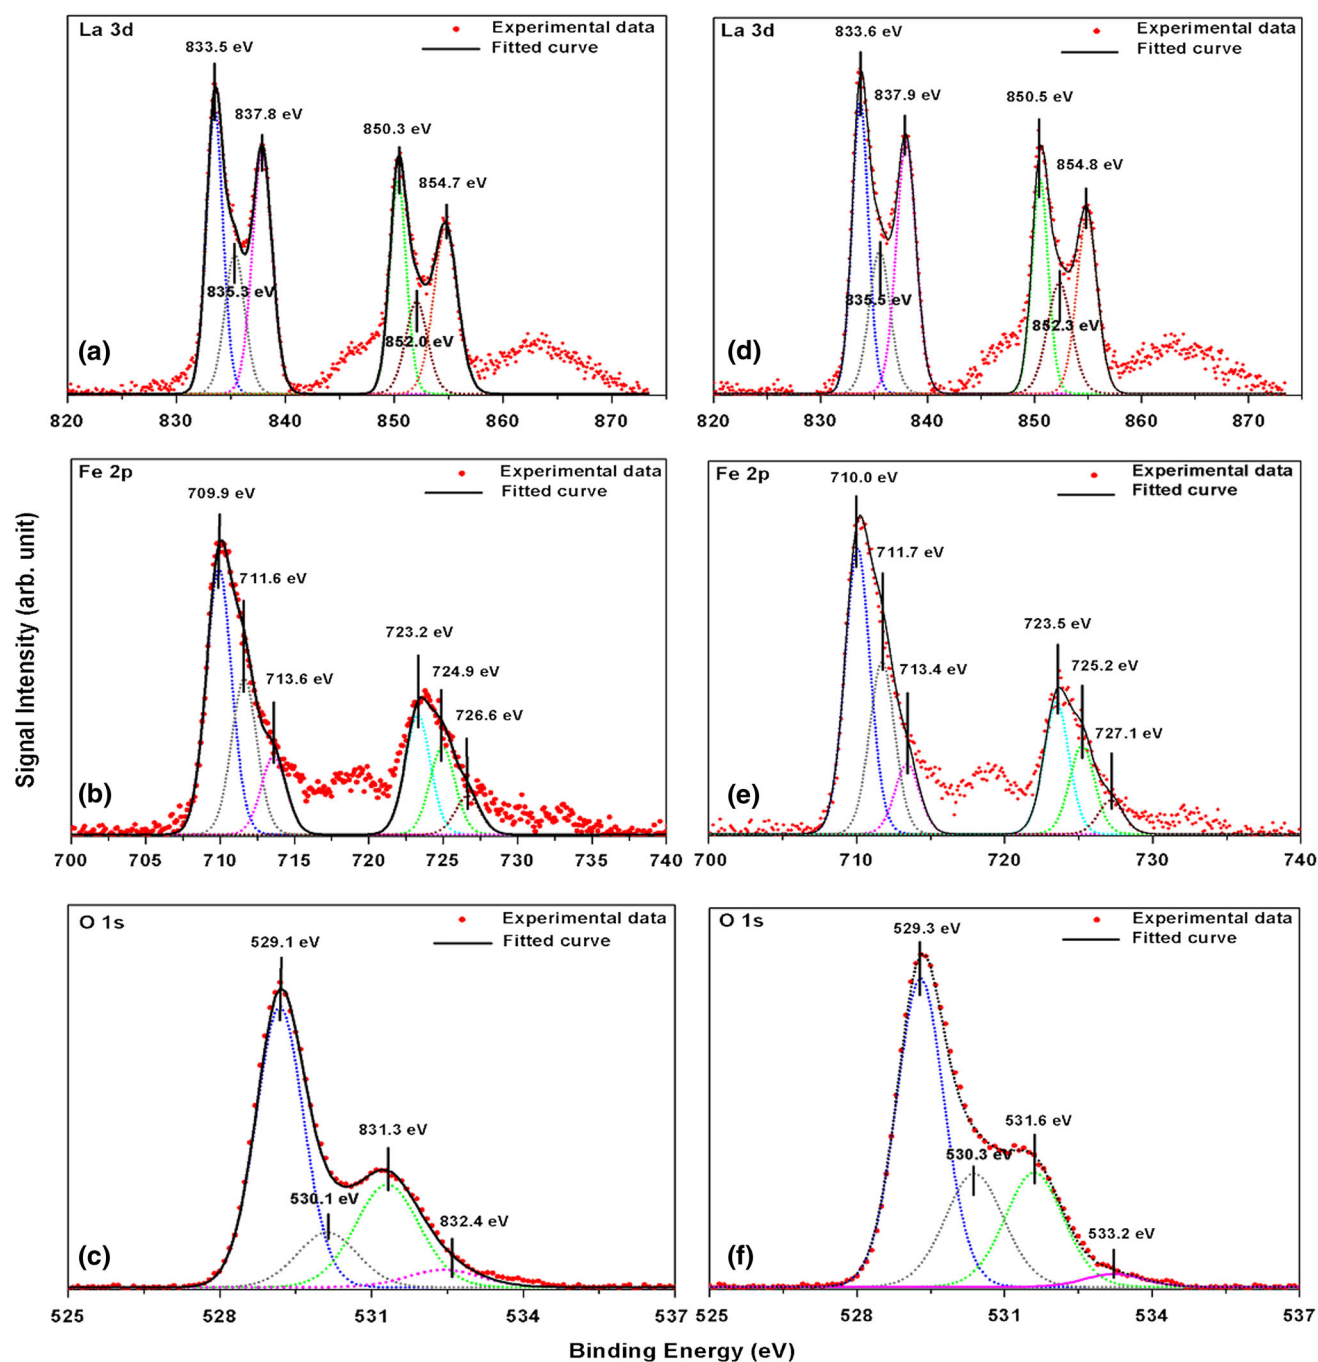 La 3d
Experimental data
Fitted curve
833.5 eV
837.8 eV
850.3 eV
854.7 eV
835.3 eV
852.0 eV
(a)
820 830 840 850 860 870
La 3d
Experimental data
Fitted curve
833.6 eV
837.9 eV
850.5 eV
854.8 eV
835.5 eV
852.3 eV
(d)
820 830 840 850 860 870
Signal Intensity (arb. unit)
Fe 2p
Experimental data
Fitted curve
709.9 eV
711.6 eV
713.6 eV
723.2 eV
724.9 eV
726.6 eV
(b)
700 705 710 715 720 725 730 735 740
Fe 2p
Experimental data
Fitted curve
710.0 eV
711.7 eV
713.4 eV
723.5 eV
725.2 eV
727.1 eV
(e)
700 710 720 730 740
O 1s
Experimental data
Fitted curve
529.1 eV
831.3 eV
530.1 eV
832.4 eV
(c)
525 528 531 534 537
O 1s
Experimental data
Fitted curve
529.3 eV
531.6 eV
530.3 eV
533.2 eV
(f)
525 528 531 534 537
Binding Energy (eV)